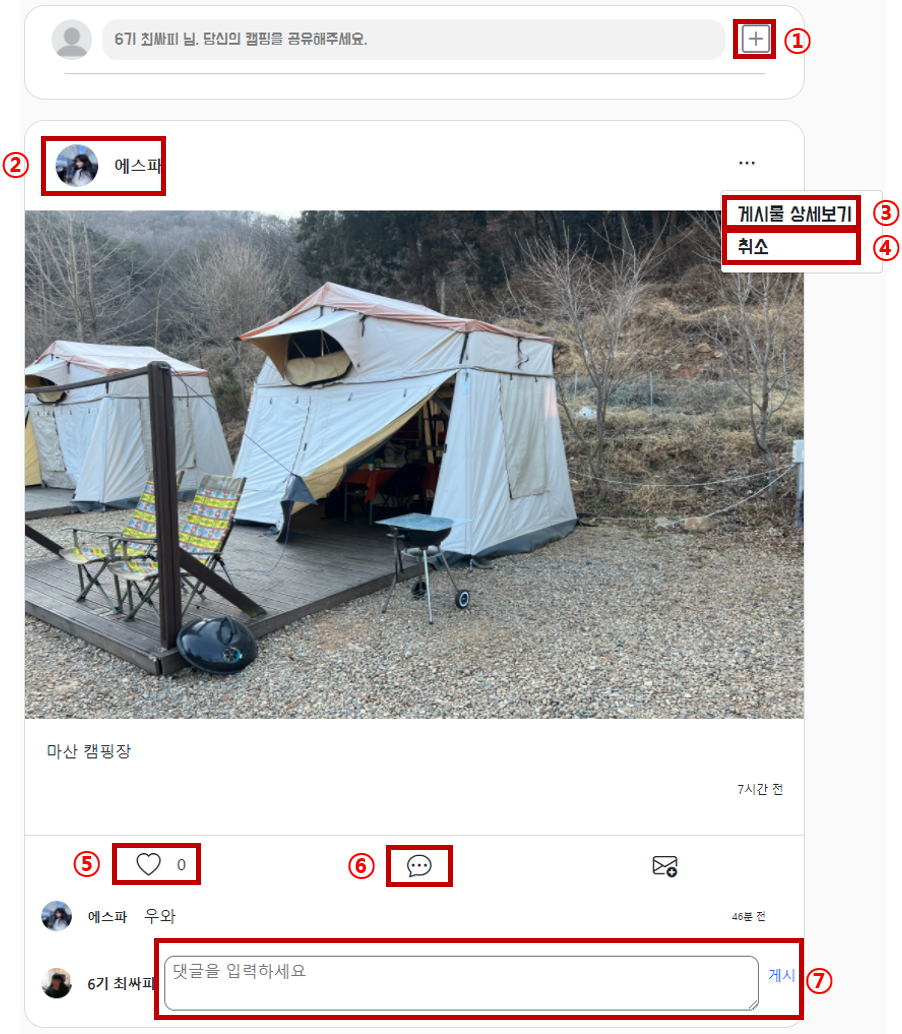 6기 최싸피 님. 당신의 캠핑을 공유해주세요.
①
②
에스파
...
게시물 상세보기
③
취소
④
마산 캠핑장
7시간 전
⑤
0
⑥
에스파 우와
46분 전
6기 최싸피
댓글을 입력하세요
게시
⑦